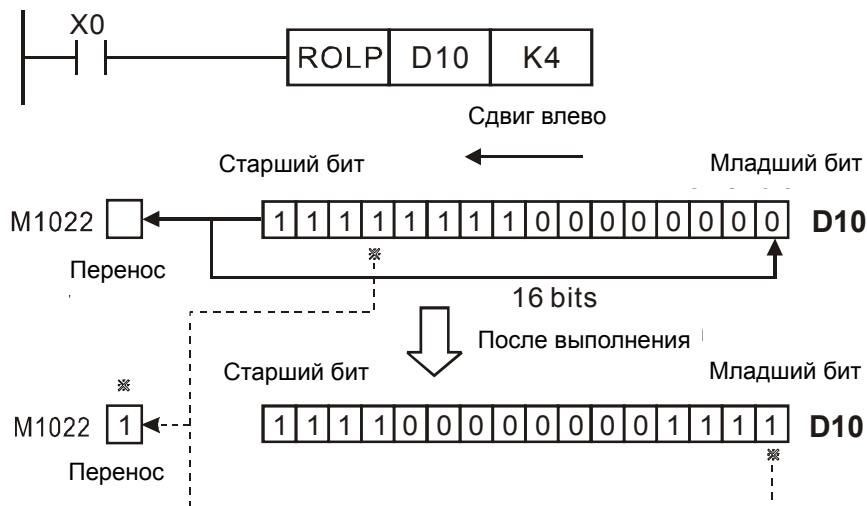 X0
ROLP D10 K4
Сдвиг влево
Старший бит Младший бит
M1022 1 1 1 1 1 1 1 1 0 0 0 0 0 0 0 0 D10
※
Перенос
16 bits
После выполнения
※ Старший бит Младший бит
M1022 1 1 1 1 1 0 0 0 0 0 0 0 0 1 1 1 1 D10
Перенос ※